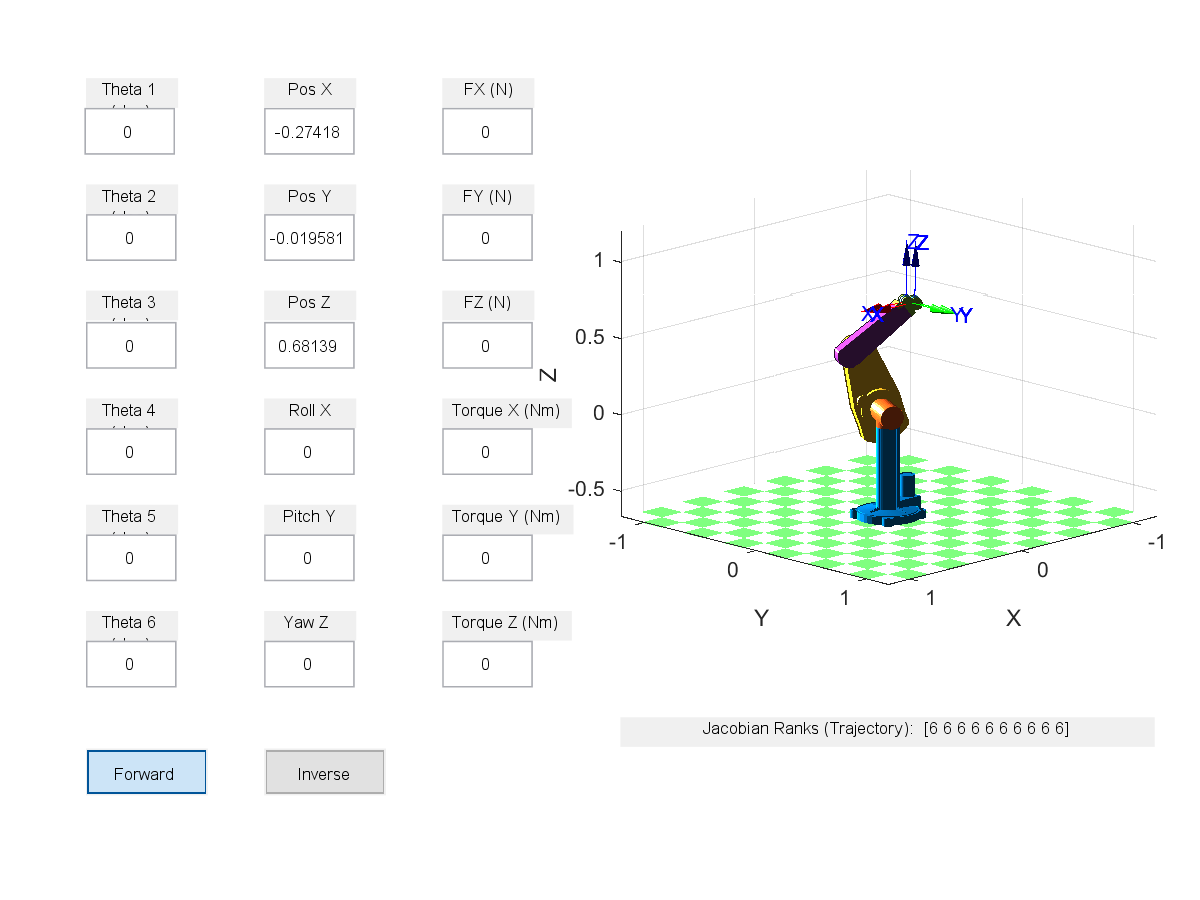 Theta 1
Pos X
FX (N)
0
-0.27418
0
Theta 2
Pos Y
FY (N)
0
-0.019581
0
Theta 3
Pos Z
FZ (N)
0
0.68139
0
Theta 4
Roll X
Torque X (Nm)
0
0
0
Theta 5
Pitch Y
Torque Y (Nm)
0
0
0
Theta 6
Yaw Z
Torque Z (Nm)
0
0
0
Forward
Inverse
Z
1
0.5
0
-0.5
-1
0
1
Y
1
0
-1
X
Z Z
X X
Y Y
Jacobian Ranks (Trajectory): [6 6 6 6 6 6 6 6 6 6]